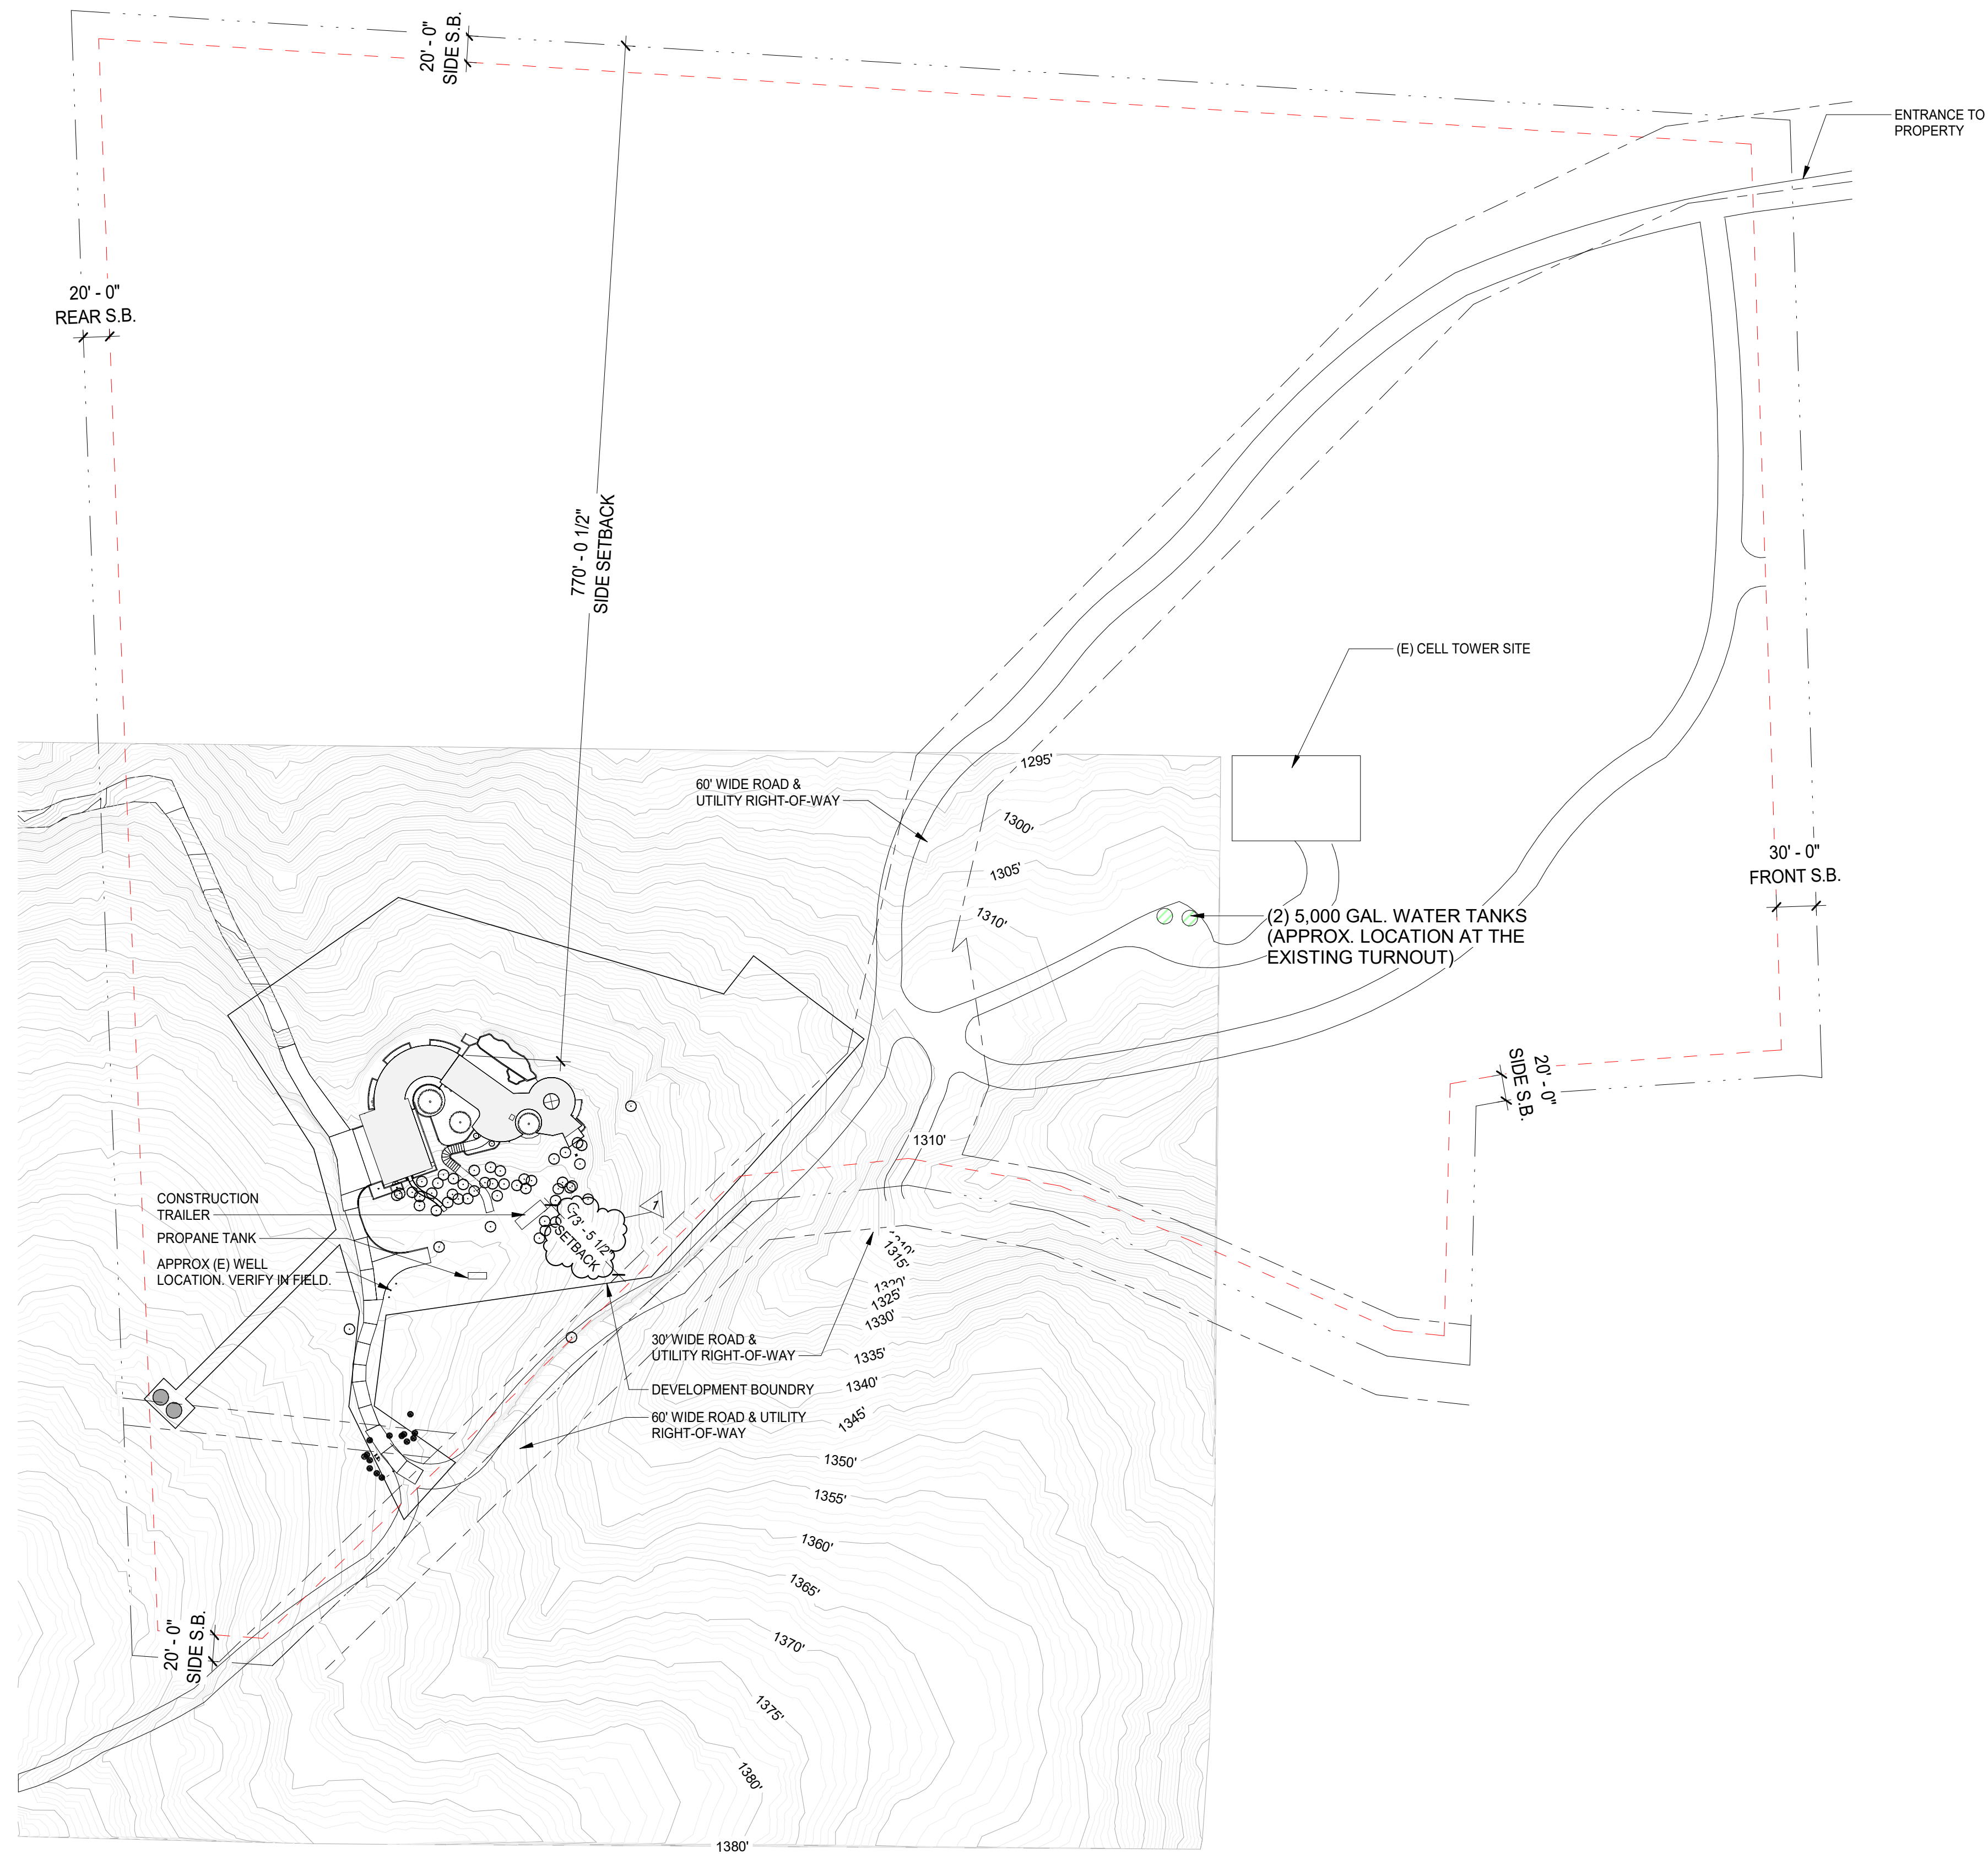 20' - 0"
SIDE S.B.
ENTRANCE TO
PROPERTY
20' - 0"
REAR S.B.
770' - 0 1/2"
SIDE SETBACK
(E) CELL TOWER SITE
1295'
60' WIDE ROAD &
UTILITY RIGHT-OF-WAY
1300'
1305'
1310'
30' - 0"
FRONT S.B.
(2) 5,000 GAL. WATER TANKS
(APPROX. LOCATION AT THE
EXISTING TURNOUT)
20' - 0"
SIDE S.B.
1310'
CONSTRUCTION
TRAILER
PROPANE TANK
APPROX (E) WELL
LOCATION. VERIFY IN FIELD.
73' - 5 1/2"
SETBACK
1
1310'
1315'
1320'
1325'
1330'
30' WIDE ROAD &
UTILITY RIGHT-OF-WAY
1335'
DEVELOPMENT BOUNDRY
1340'
60' WIDE ROAD & UTILITY
RIGHT-OF-WAY
1345'
1350'
1355'
1360'
1365'
20' - 0"
SIDE S.B.
1370'
1375'
1380'
1380'